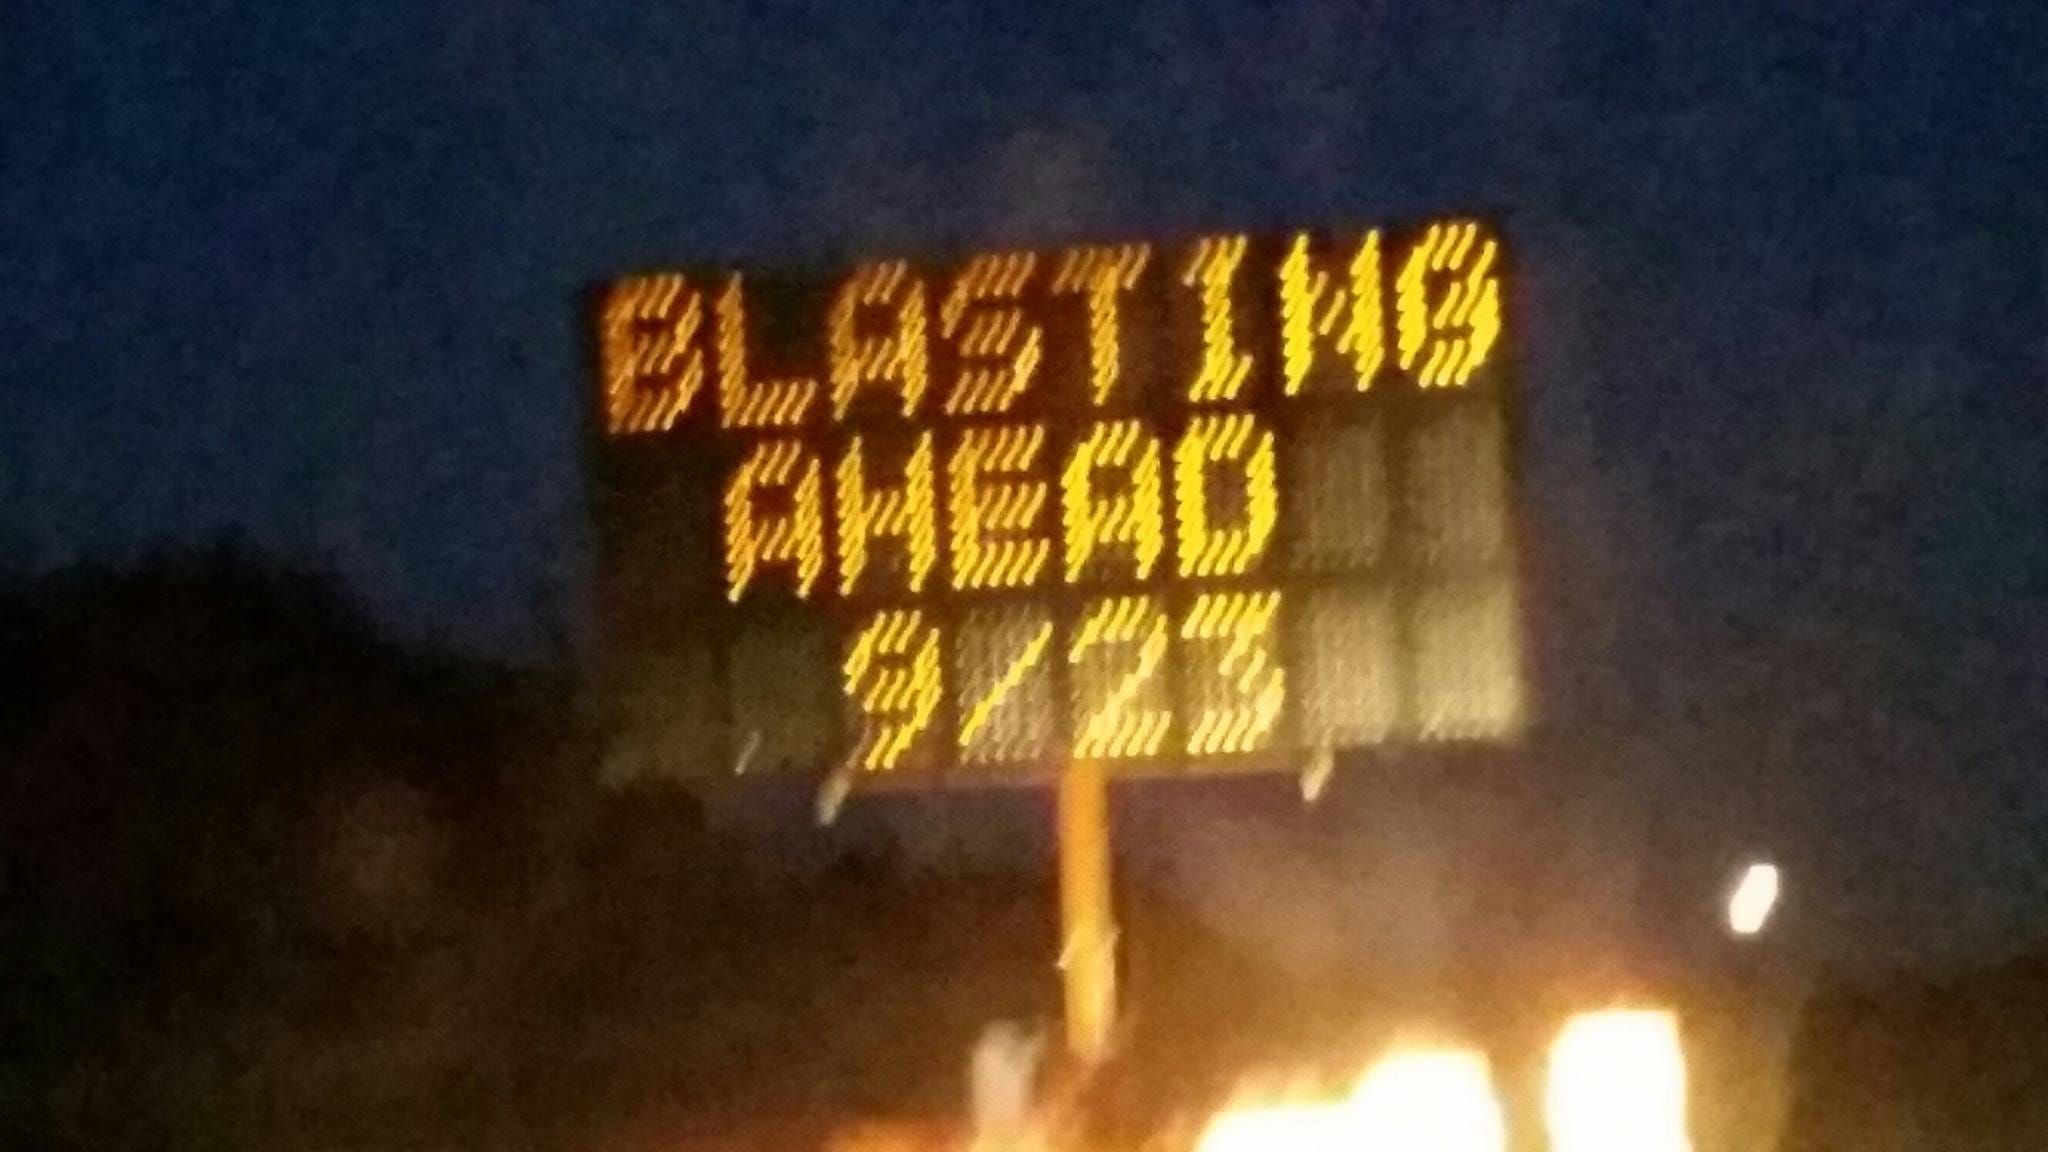 BLASTING
AHEAD
9/23